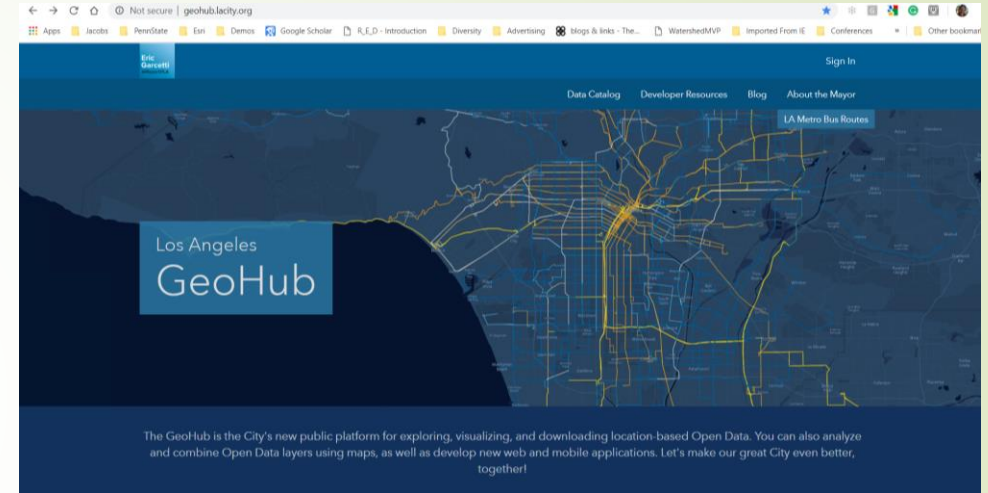 Not secure | geohub.lacity.org
Apps Jacobs PennState Esri Demos Google Scholar R_E_D - Introduction Diversity Advertising blogs & links - The... WatershedMVP Imported From IE Conferences » Other bookmar
Eric
Garcetti
Sign In
Data Catalog Developer Resources Blog About the Mayor
LA Metro Bus Routes
Los Angeles
GeoHub
The GeoHub is the City's new public platform for exploring, visualizing, and downloading location-based Open Data. You can also analyze
and combine Open Data layers using maps, as well as develop new web and mobile applications. Let's make our great City even better,
together!